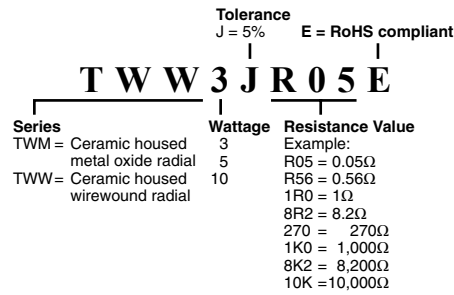 Tolerance
J = 5% E = RoHS compliant
T W W 3 J R 0 5 E
Series Wattage Resistance Value
TWM = Ceramic housed 3 Example:
metal oxide radial 5 R05 = 0.05Ω
TWW = Ceramic housed 10 R56 = 0.56Ω
wirewound radial 1R0 = 1Ω
8R2 = 8.2Ω
270 = 270Ω
1K0 = 1,000Ω
8K2 = 8,200Ω
10K =10,000Ω